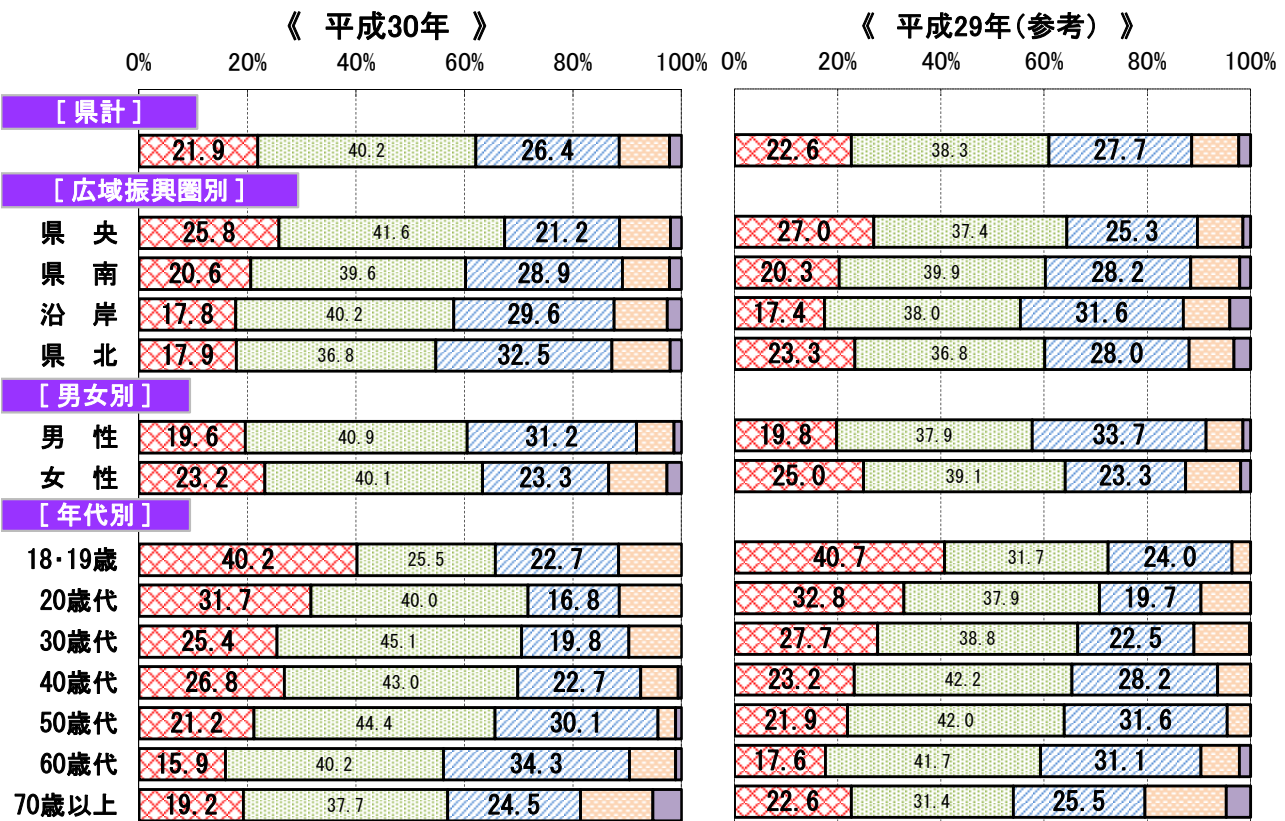 《 平成30年 》 《 平成29年(参考) 》
0% 20% 40% 60% 80% 100% 0% 20% 40% 60% 80% 100%
[ 県計 ]
21.9 40.2 26.4 22.6 38.3 27.7
[ 広域振興圏別 ]
県 央 25.8 41.6 21.2 27.0 37.4 25.3
県 南 20.6 39.6 28.9 20.3 39.9 28.2
沿 岸 17.8 40.2 29.6 17.4 38.0 31.6
県 北 17.9 36.8 32.5 23.3 36.8 28.0
[ 男女別 ]
男 性 19.6 40.9 31.2 19.8 37.9 33.7
女 性 23.2 40.1 23.3 25.0 39.1 23.3
[ 年代別 ]
18・19歳 40.2 25.5 22.7 40.7 31.7 24.0
20歳代 31.7 40.0 16.8 32.8 37.9 19.7
30歳代 25.4 45.1 19.8 27.7 38.8 22.5
40歳代 26.8 43.0 22.7 23.2 42.2 28.2
50歳代 21.2 44.4 30.1 21.9 42.0 31.6
60歳代 15.9 40.2 34.3 17.6 41.7 31.1
70歳以上 19.2 37.7 24.5 22.6 31.4 25.5